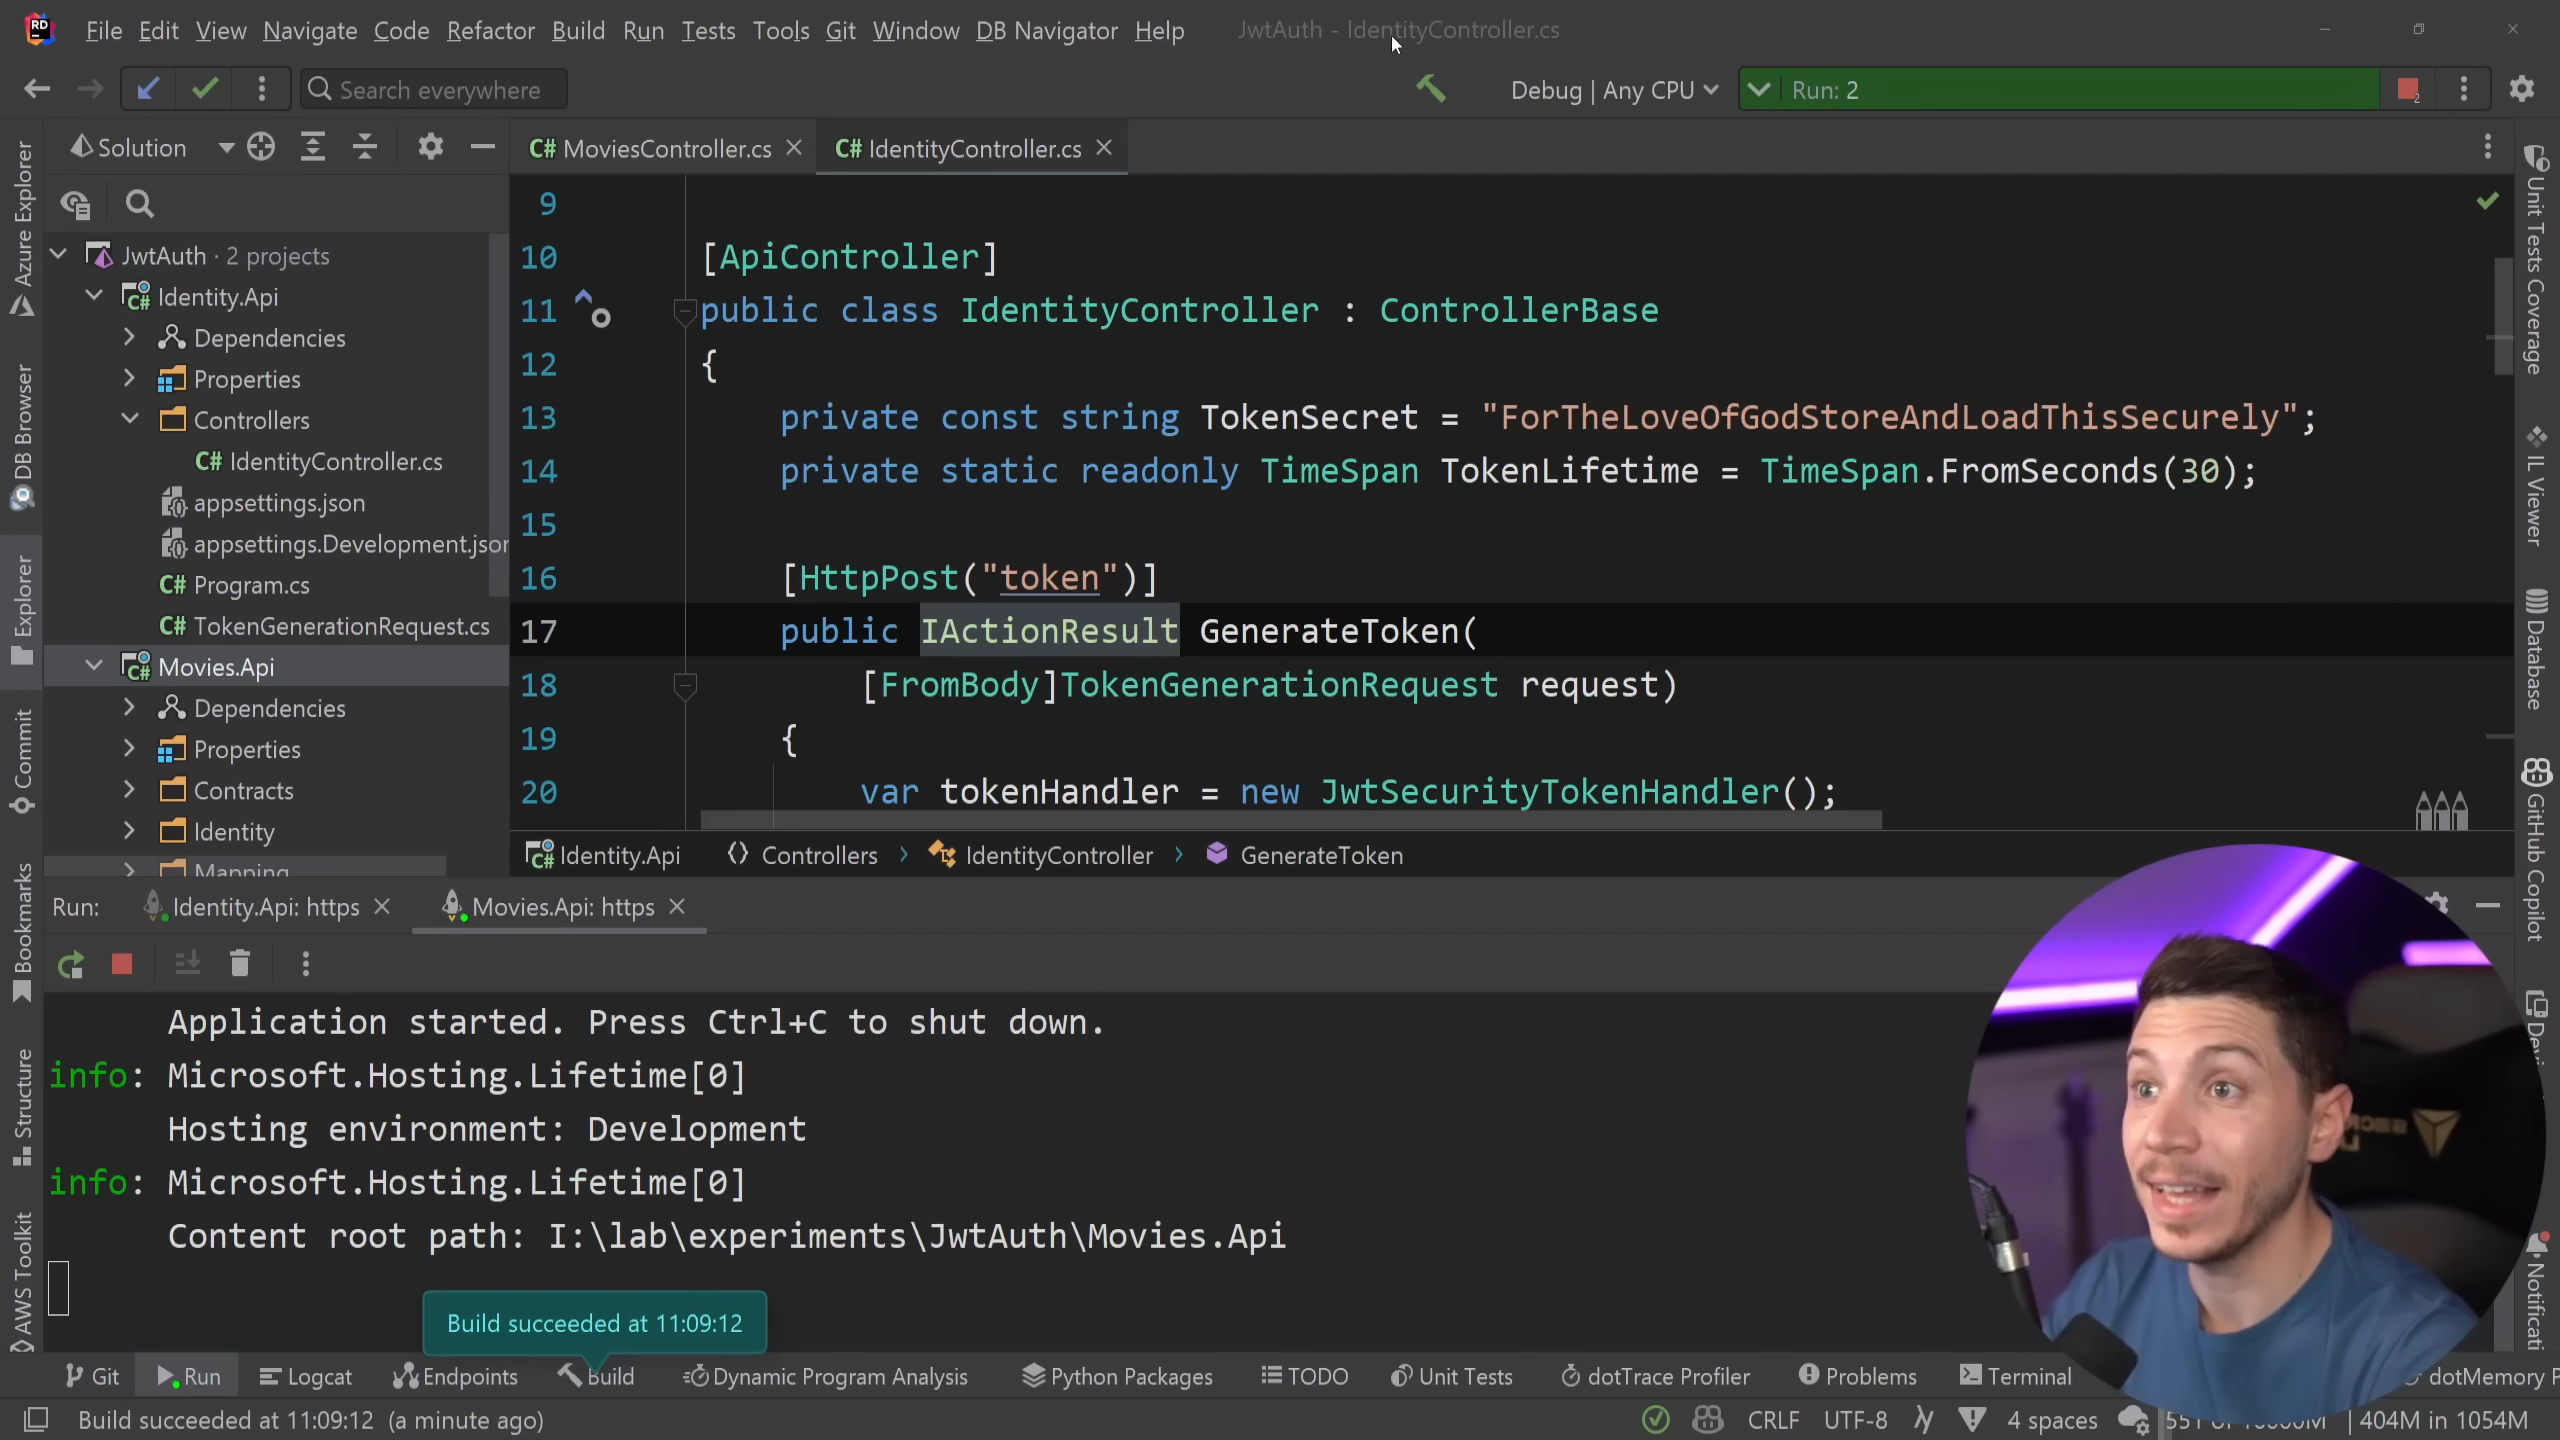 RD
File Edit View Navigate Code Refactor Build Run Tests Tools Git Window DB Navigator Help
JwtAuth - IdentityController.cs
Search everywhere
Debug | Any CPU
Run: 2
Solution
C# MoviesController.cs
C# IdentityController.cs
JwtAuth · 2 projects
Identity.Api
Dependencies
Properties
Controllers
C# IdentityController.cs
appsettings.json
C# Program.cs
C# TokenGenerationRequest.cs
Movies.Api
Dependencies
Properties
Contracts
Identity
Mapping
9
10 [ApiController]
11 public class IdentityController : ControllerBase
12 {
13 private const string TokenSecret = "ForTheLoveOfGodStoreAndLoadThisSecurely";
14 private static readonly TimeSpan TokenLifetime = TimeSpan.FromSeconds(30);
15
16 [HttpPost("token")]
17 public IActionResult GenerateToken(
18 [FromBody]TokenGenerationRequest request)
19 {
20 var tokenHandler = new JwtSecurityTokenHandler();
Identity.Api Controllers IdentityController GenerateToken
Run: Identity.Api: https Movies.Api: https
Application started. Press Ctrl+C to shut down.
info: Microsoft.Hosting.Lifetime[0]
Hosting environment: Development
info: Microsoft.Hosting.Lifetime[0]
Content root path: I:\lab\experiments\JwtAuth\Movies.Api
Build succeeded at 11:09:12
Git Run Logcat Endpoints Build Dynamic Program Analysis Python Packages TODO Unit Tests dotTrace Profiler Problems Terminal dotMemory
Build succeeded at 11:09:12 (a minute ago)
CRLF UTF-8 4 spaces
404M in 1054M
Azure Explorer
DB Browser
Explorer
Commit
Bookmarks
Structure
AWS Toolkit
Unit Tests Coverage
IL Viewer
Database
GitHub Copilot